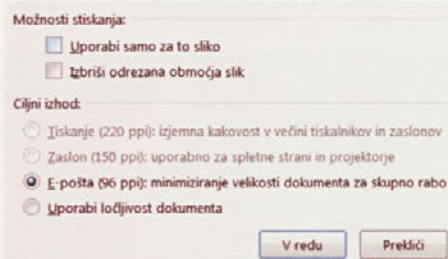 Možnosti stiskanja:
Uporabi samo za to sliko
Izbriši odrezana območja slik
Ciljni izhod:
Tiskanje (220 ppi): izjemna kakovost v večini tiskalnikov in zaslonov
Zaslon (150 ppi): uporabno za spletne strani in projektorje
E-pošta (96 ppi): minimiziranje velikosti dokumenta za skupno rabo
Uporabi ločljivost dokumenta
V redu
Prekliči